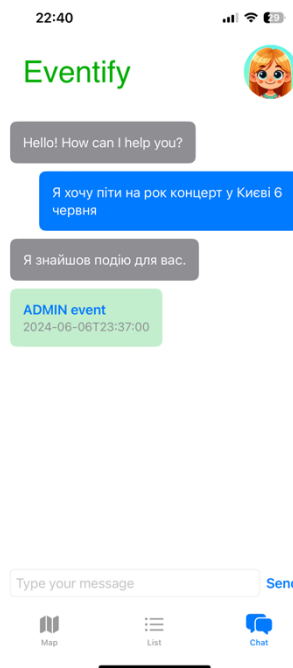 22:40
29
Eventify
Hello! How can I help you?
Я хочу піти на рок концерт у Києві 6
червня
Я знайшов подію для вас.
ADMIN event
2024-06-06T23:37:00
Type your message
Send
Map
List
Chat